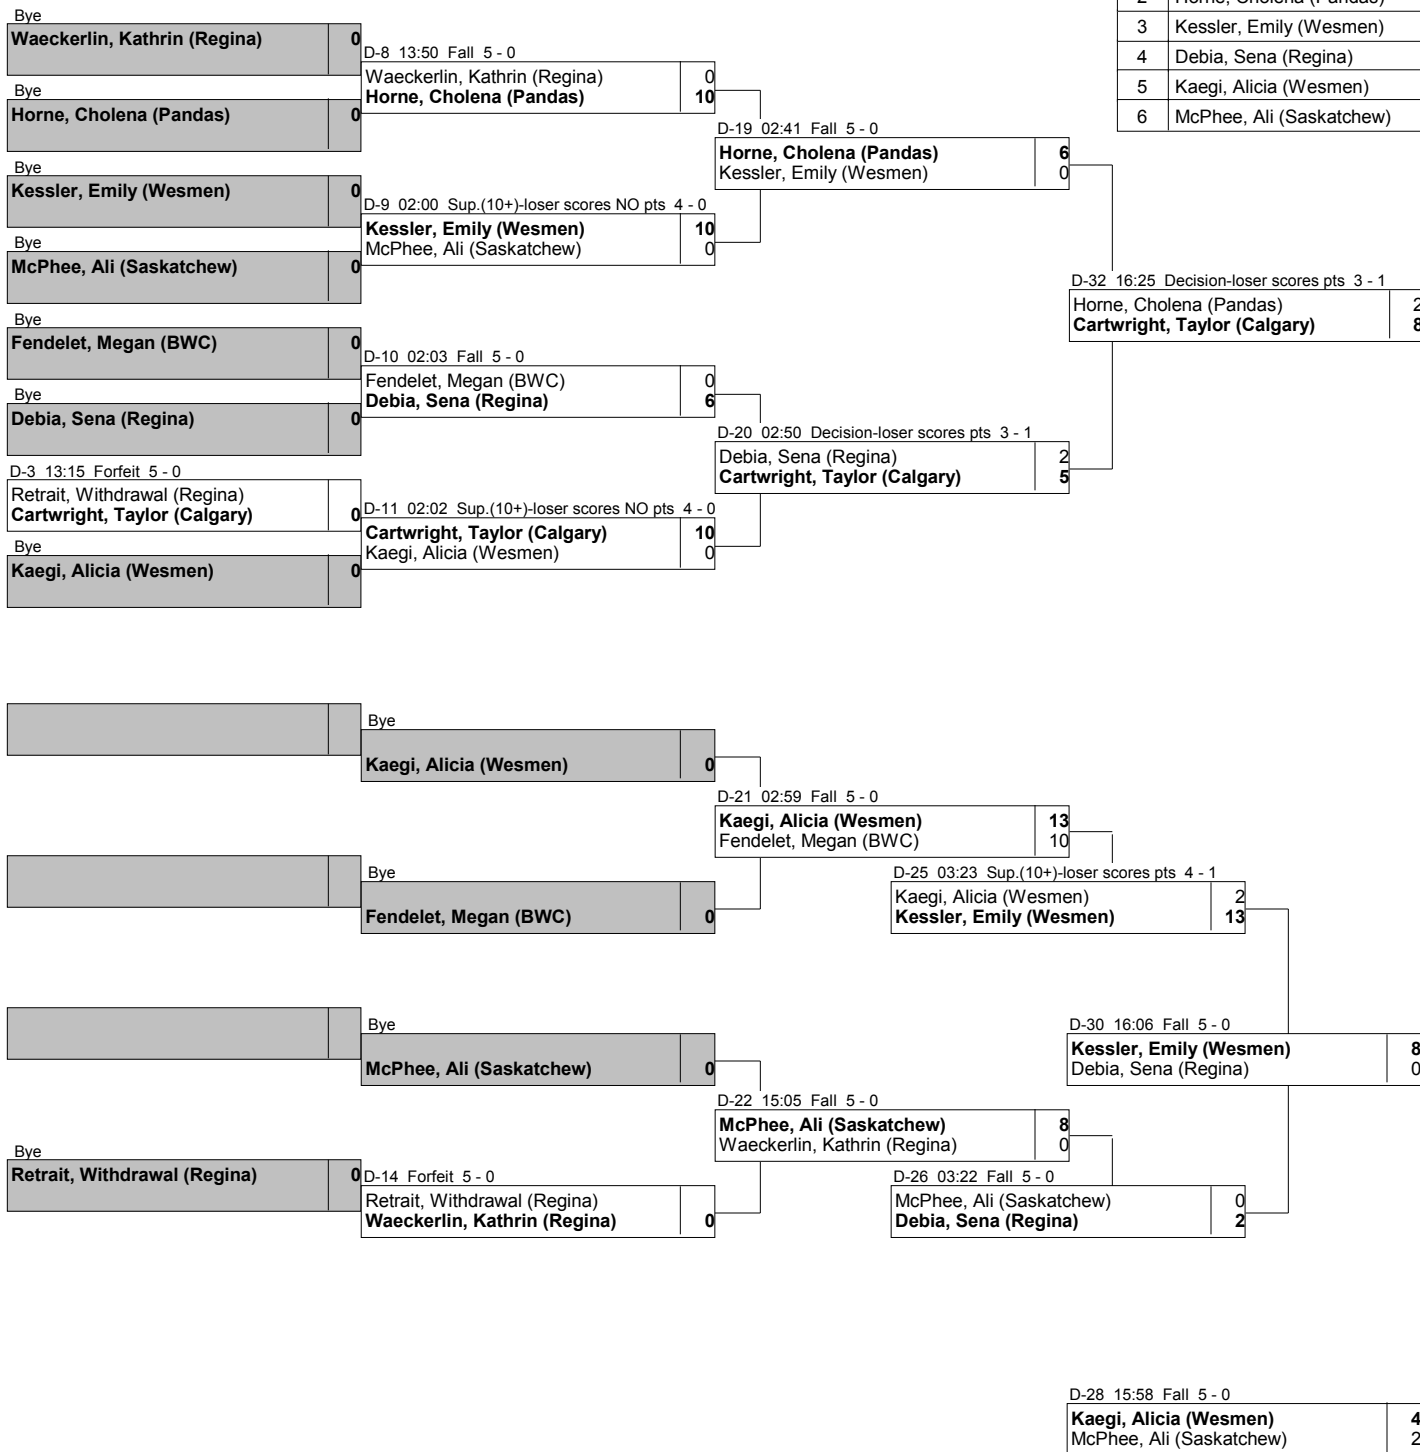 2 Horne, Cholena (Pandas)
3 Kessler, Emily (Wesmen)
4 Debia, Sena (Regina)
5 Kaegi, Alicia (Wesmen)
6 McPhee, Ali (Saskatchew)
Bye
Waeckerlin, Kathrin (Regina) 0
Bye
Horne, Cholena (Pandas) 0
Bye
Kessler, Emily (Wesmen) 0
Bye
McPhee, Ali (Saskatchew) 0
Bye
Fendelet, Megan (BWC) 0
Bye
Debia, Sena (Regina) 0
D-3 13:15 Forfeit 5 - 0
Retrait, Withdrawal (Regina)
Cartwright, Taylor (Calgary) 0
Bye
Kaegi, Alicia (Wesmen) 0
D-8 13:50 Fall 5 - 0
Waeckerlin, Kathrin (Regina) 0
Horne, Cholena (Pandas) 10
D-9 02:00 Sup.(10+)-loser scores NO pts 4 - 0
Kessler, Emily (Wesmen) 10
McPhee, Ali (Saskatchew) 0
D-10 02:03 Fall 5 - 0
Fendelet, Megan (BWC) 0
Debia, Sena (Regina) 6
D-11 02:02 Sup.(10+)-loser scores NO pts 4 - 0
Cartwright, Taylor (Calgary) 10
Kaegi, Alicia (Wesmen) 0
D-19 02:41 Fall 5 - 0
Horne, Cholena (Pandas) 6
Kessler, Emily (Wesmen) 0
D-20 02:50 Decision-loser scores pts 3 - 1
Debia, Sena (Regina) 2
Cartwright, Taylor (Calgary) 5
D-32 16:25 Decision-loser scores pts 3 - 1
Horne, Cholena (Pandas) 2
Cartwright, Taylor (Calgary) 8
Bye
Kaegi, Alicia (Wesmen) 0
Bye
Fendelet, Megan (BWC) 0
Bye
McPhee, Ali (Saskatchew) 0
Bye
Retrait, Withdrawal (Regina) 0
D-14 Forfeit 5 - 0
Retrait, Withdrawal (Regina)
Waeckerlin, Kathrin (Regina) 0
D-21 02:59 Fall 5 - 0
Kaegi, Alicia (Wesmen) 13
Fendelet, Megan (BWC) 10
D-22 15:05 Fall 5 - 0
McPhee, Ali (Saskatchew) 8
Waeckerlin, Kathrin (Regina) 0
D-25 03:23 Sup.(10+)-loser scores pts 4 - 1
Kaegi, Alicia (Wesmen) 2
Kessler, Emily (Wesmen) 13
D-26 03:22 Fall 5 - 0
McPhee, Ali (Saskatchew) 0
Debia, Sena (Regina) 2
D-30 16:06 Fall 5 - 0
Kessler, Emily (Wesmen) 8
Debia, Sena (Regina) 0
D-28 15:58 Fall 5 - 0
Kaegi, Alicia (Wesmen) 4
McPhee, Ali (Saskatchew) 2